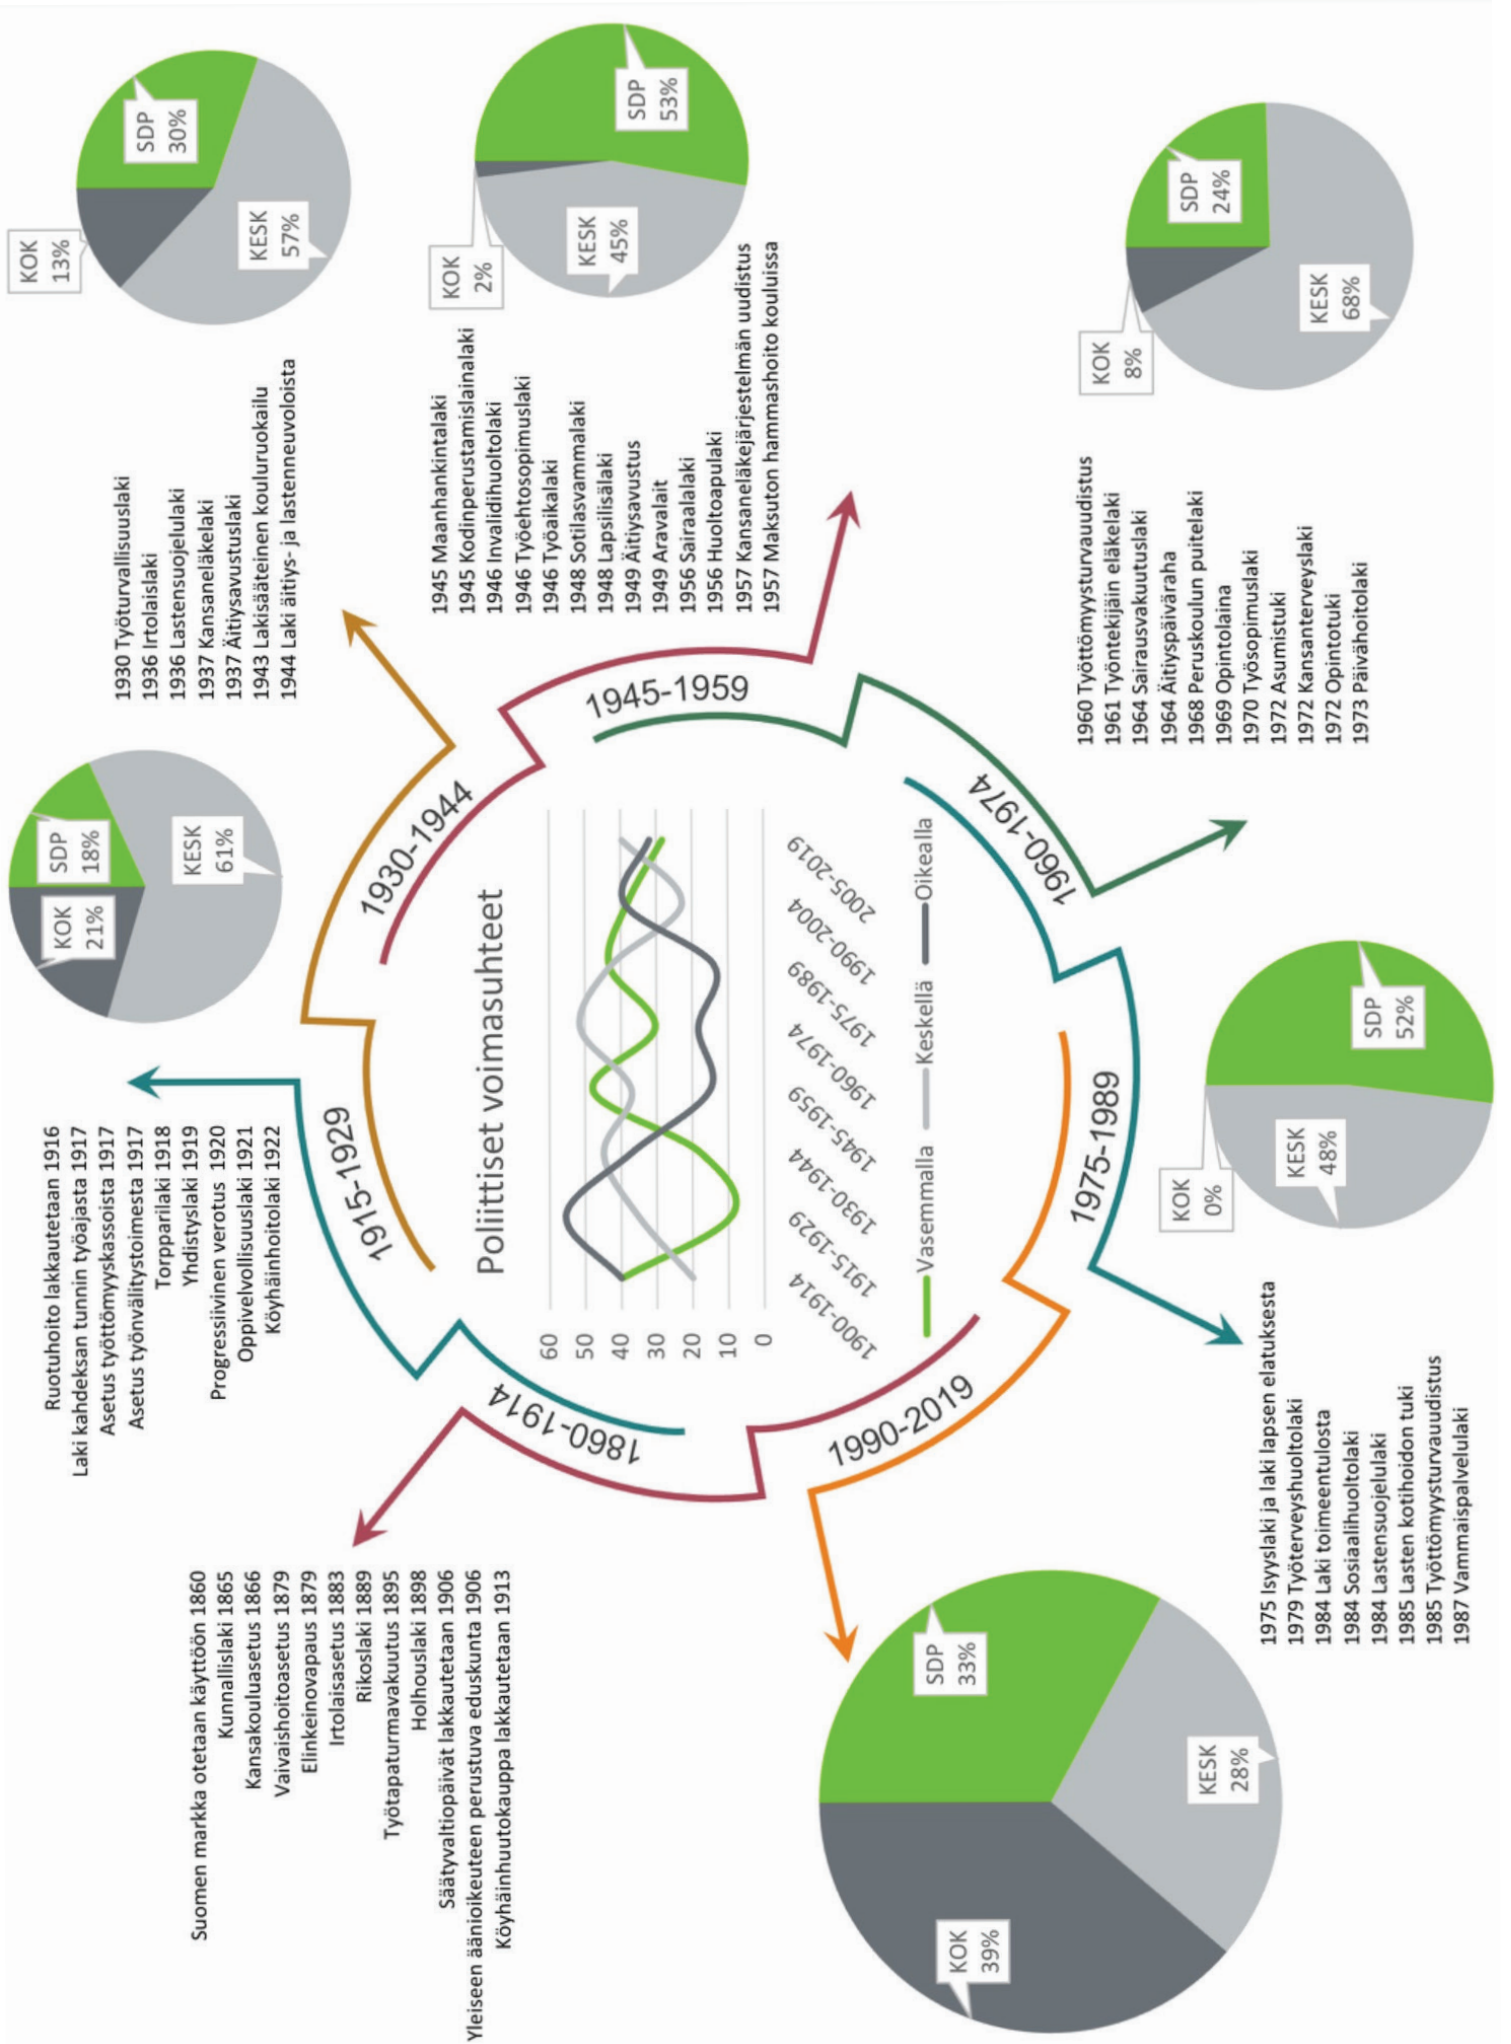 Suomen markka otetaan käyttöön 1860
Kunnallislaki 1865
Kansakouluasetus 1866
Vaivaishoitoasetus 1879
Elinkeinovapaus 1879
Irtolaisasetus 1883
Rikoslaki 1889
Työtapaturmavakuutus 1895
Holhouslaki 1898
Säätyvaltiopäivät lakkautetaan 1906
Yleiseen äänioikeuteen perustuva eduskunta 1906
Köyhäinhuutokauppa lakkautetaan 1913
1860-1914
Ruotuhoito lakkautetaan 1916
Laki kahdeksan tunnin työajasta 1917
Asetus työttömyyskassoista 1917
Asetus työnvälitystoimesta 1917
Torpparilaki 1918
Yhdistyslaki 1919
Progressiivinen verotus 1920
Oppivelvollisuuslaki 1921
Köyhäinhoitolaki 1922
1915-1929
KOK
21%
SDP
18%
KESK
61%
1930 Työturvallisuuslaki
1936 Irtolaislaki
1936 Lastensuojelulaki
1937 Kansaneläkelaki
1937 Äitiysavustuslaki
1943 Lakisääteinen kouluruokailu
1944 Laki äitiys- ja lastenneuvoloista
1930-1944
KOK
13%
SDP
30%
KESK
57%
1945 Maanhankintalaki
1945 Kodinperustamislainalaki
1946 Invalidihuoltolaki
1946 Työehtosopimuslaki
1946 Työaikalaki
1948 Sotilasvammalaki
1948 Lapsilisälaki
1949 Äitiysavustus
1949 Aravalait
1956 Sairaalalaki
1956 Huoltoapulaki
1957 Kansaneläkejärjestelmän uudistus
1957 Maksuton hammashoito kouluissa
1945-1959
KOK
2%
KESK
45%
SDP
53%
1960 Työttömyysturvauudistus
1961 Työntekijäin eläkelaki
1964 Sairausvakuutuslaki
1964 Äitiyspäiväraha
1968 Peruskoulun puitelaki
1969 Opintolaina
1970 Työsopimuslaki
1972 Asumistuki
1972 Kansanterveyslaki
1972 Opintotuki
1973 Päivähoitolaki
1960-1974
KOK
8%
SDP
24%
KESK
68%
1975 Isyyslaki ja laki lapsen elatuksesta
1979 Työterveyshuoltolaki
1984 Laki toimeentulosta
1984 Sosiaalihuoltolaki
1984 Lastensuojelulaki
1985 Lasten kotihoidon tuki
1985 Työttömyysturvauudistus
1987 Vammaispalvelulaki
1975-1989
KOK
0%
KESK
48%
SDP
52%
1990-2019
KOK
39%
SDP
33%
KESK
28%
Poliittiset voimasuhteet
60
50
40
30
20
10
0
1900-1914
1915-1929
1930-1944
1945-1959
1960-1974
1975-1989
1990-2004
2005-2019
Vasemmalla
Keskellä
Oikealla